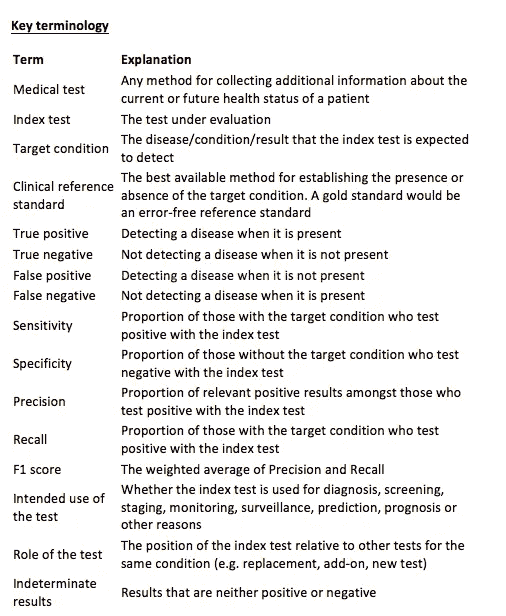 Key terminology
Term Explanation
Medical test Any method for collecting additional information about the
current or future health status of a patient
Index test The test under evaluation
Target condition The disease/condition/result that the index test is expected
to detect
Clinical reference The best available method for establishing the presence or
standard absence of the target condition. A gold standard would be
an error-free reference standard
True positive Detecting a disease when it is present
True negative Not detecting a disease when it is not present
False positive Detecting a disease when it is not present
False negative Not detecting a disease when it is present
Sensitivity Proportion of those with the target condition who test
positive with the index test
Specificity Proportion of those without the target condition who test
negative with the index test
Precision Proportion of relevant positive results amongst those who
test positive with the index test
Recall Proportion of those with the target condition who test
positive with the index test
F1 score The weighted average of Precision and Recall
Intended use of Whether the index test is used for diagnosis, screening,
the test staging, monitoring, surveillance, prediction, prognosis or
other reasons
Role of the test The position of the index test relative to other tests for the
same condition (e.g. replacement, add-on, new test)
Indeterminate Results that are neither positive or negative
results